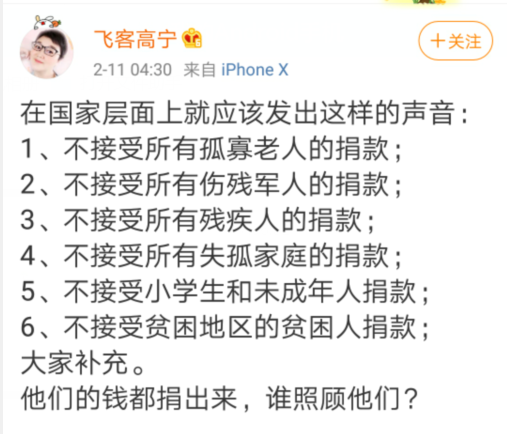 飞客高宁
+关注
2-11 04:30 来自 iPhone X
在国家层面上就应该发出这样的声音：
1、不接受所有孤寡老人的捐款；
2、不接受所有伤残军人的捐款；
3、不接受所有残疾人的捐款；
4、不接受所有失孤家庭的捐款；
5、不接受小学生和未成年人捐款；
6、不接受贫困地区的贫困人捐款；
大家补充。
他们的钱都捐出来，谁照顾他们？